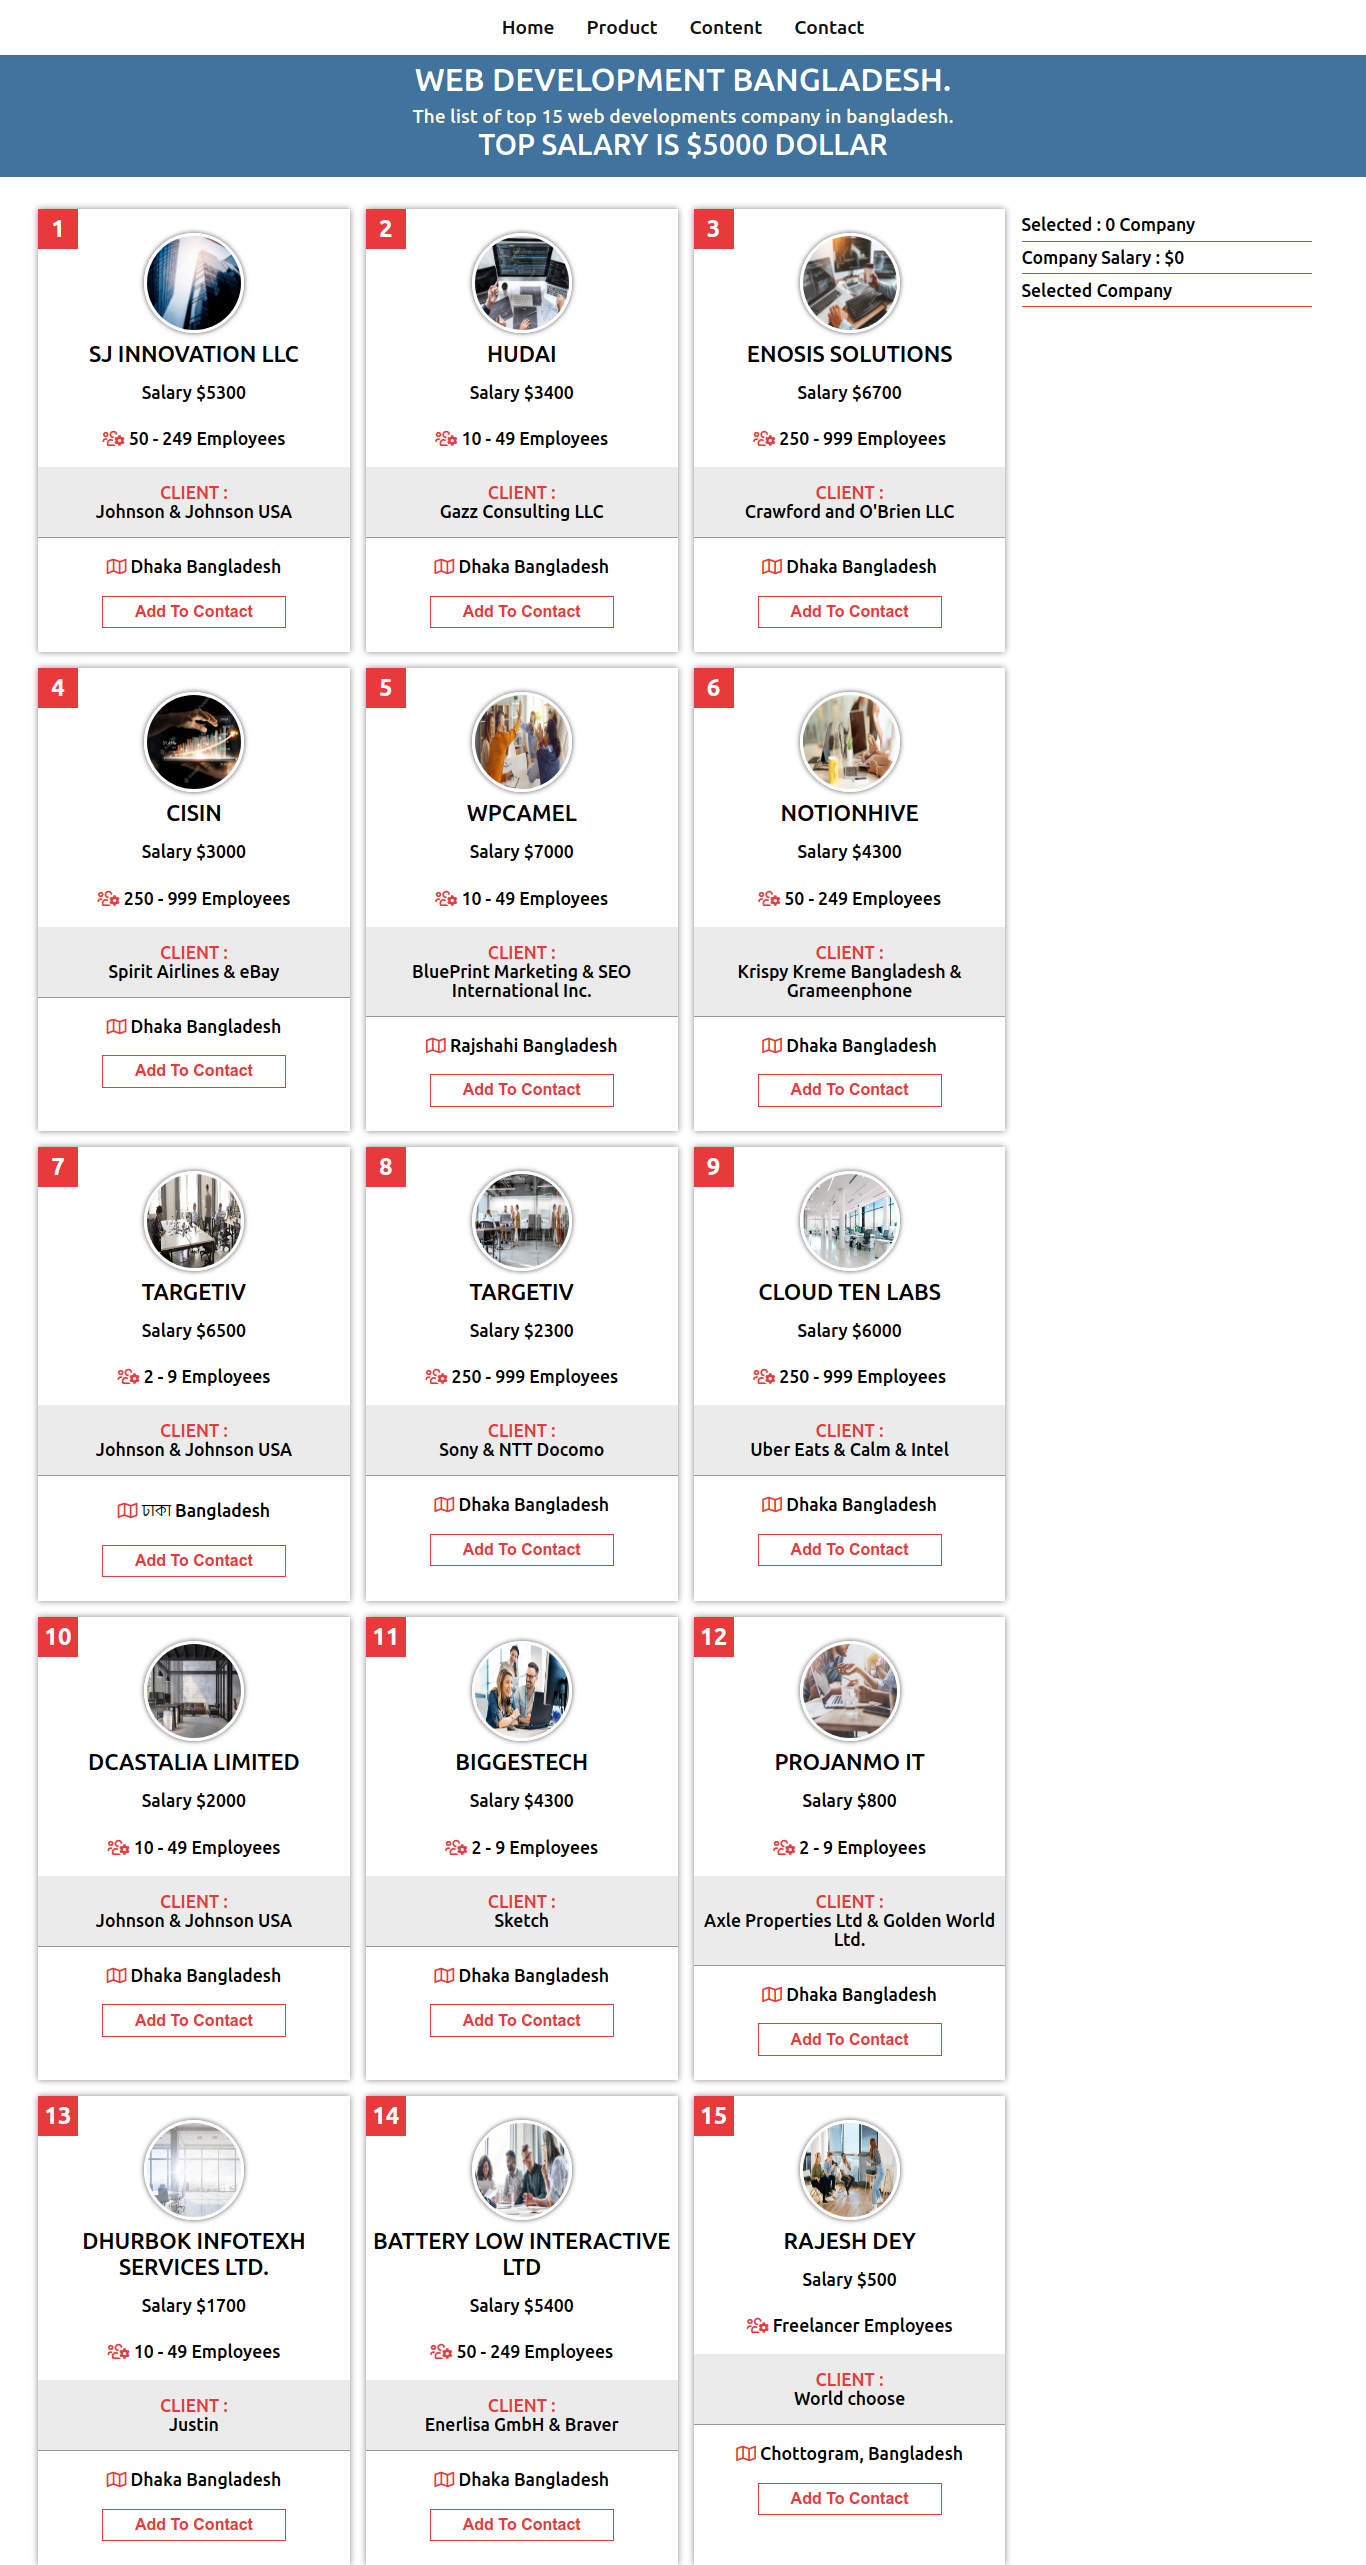 Home Product Content Contact
WEB DEVELOPMENT BANGLADESH.
The list of top 15 web developments company in bangladesh.
TOP SALARY IS $5000 DOLLAR
1
SJ INNOVATION LLC
Salary $5300
50 - 249 Employees
CLIENT :
Johnson & Johnson USA
Dhaka Bangladesh
Add To Contact
2
HUDAI
Salary $3400
10 - 49 Employees
CLIENT :
Gazz Consulting LLC
Dhaka Bangladesh
Add To Contact
3
ENOSIS SOLUTIONS
Salary $6700
250 - 999 Employees
CLIENT :
Crawford and O'Brien LLC
Dhaka Bangladesh
Add To Contact
Selected : 0 Company
Company Salary : $0
Selected Company
4
CISIN
Salary $3000
250 - 999 Employees
CLIENT :
Spirit Airlines & eBay
Dhaka Bangladesh
Add To Contact
5
WPCAMEL
Salary $7000
10 - 49 Employees
CLIENT :
BluePrint Marketing & SEO
International Inc.
Rajshahi Bangladesh
Add To Contact
6
NOTIONHIVE
Salary $4300
50 - 249 Employees
CLIENT :
Krispy Kreme Bangladesh &
Grameenphone
Dhaka Bangladesh
Add To Contact
7
TARGETIV
Salary $6500
2 - 9 Employees
CLIENT :
Johnson & Johnson USA
ঢাকা Bangladesh
Add To Contact
8
TARGETIV
Salary $2300
250 - 999 Employees
CLIENT :
Sony & NTT Docomo
Dhaka Bangladesh
Add To Contact
9
CLOUD TEN LABS
Salary $6000
250 - 999 Employees
CLIENT :
Uber Eats & Calm & Intel
Dhaka Bangladesh
Add To Contact
10
DCASTALIA LIMITED
Salary $2000
10 - 49 Employees
CLIENT :
Johnson & Johnson USA
Dhaka Bangladesh
Add To Contact
11
BIGGESTECH
Salary $4300
2 - 9 Employees
CLIENT :
Sketch
Dhaka Bangladesh
Add To Contact
12
PROJANMO IT
Salary $800
2 - 9 Employees
CLIENT :
Axle Properties Ltd & Golden World
Ltd.
Dhaka Bangladesh
Add To Contact
13
DHURBOK INFOTEXH
SERVICES LTD.
Salary $1700
10 - 49 Employees
CLIENT :
Justin
Dhaka Bangladesh
Add To Contact
14
BATTERY LOW INTERACTIVE
LTD
Salary $5400
50 - 249 Employees
CLIENT :
Enerlisa GmbH & Braver
Dhaka Bangladesh
Add To Contact
15
RAJESH DEY
Salary $500
Freelancer Employees
CLIENT :
World choose
Chottogram, Bangladesh
Add To Contact